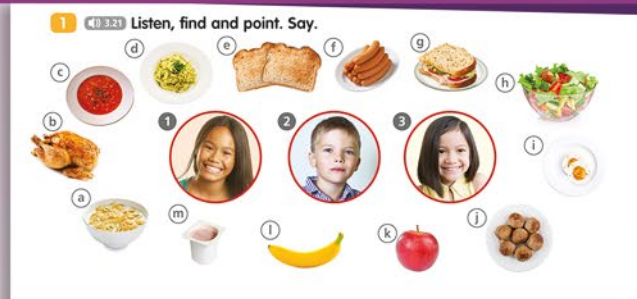 1 3.21 Listen, find and point. Say.
d e f g
c h
b 1 2 3 i
a m l k j